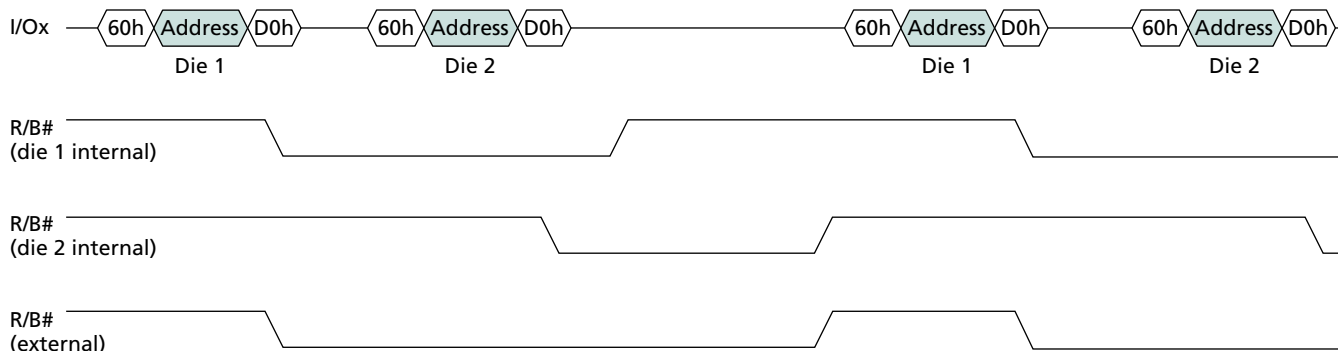 I/Ox 60h Address D0h 60h Address D0h 60h Address D0h 60h Address D0h
Die 1 Die 2 Die 1 Die 2
R/B#
(die 1 internal)
R/B#
(die 2 internal)
R/B#
(external)